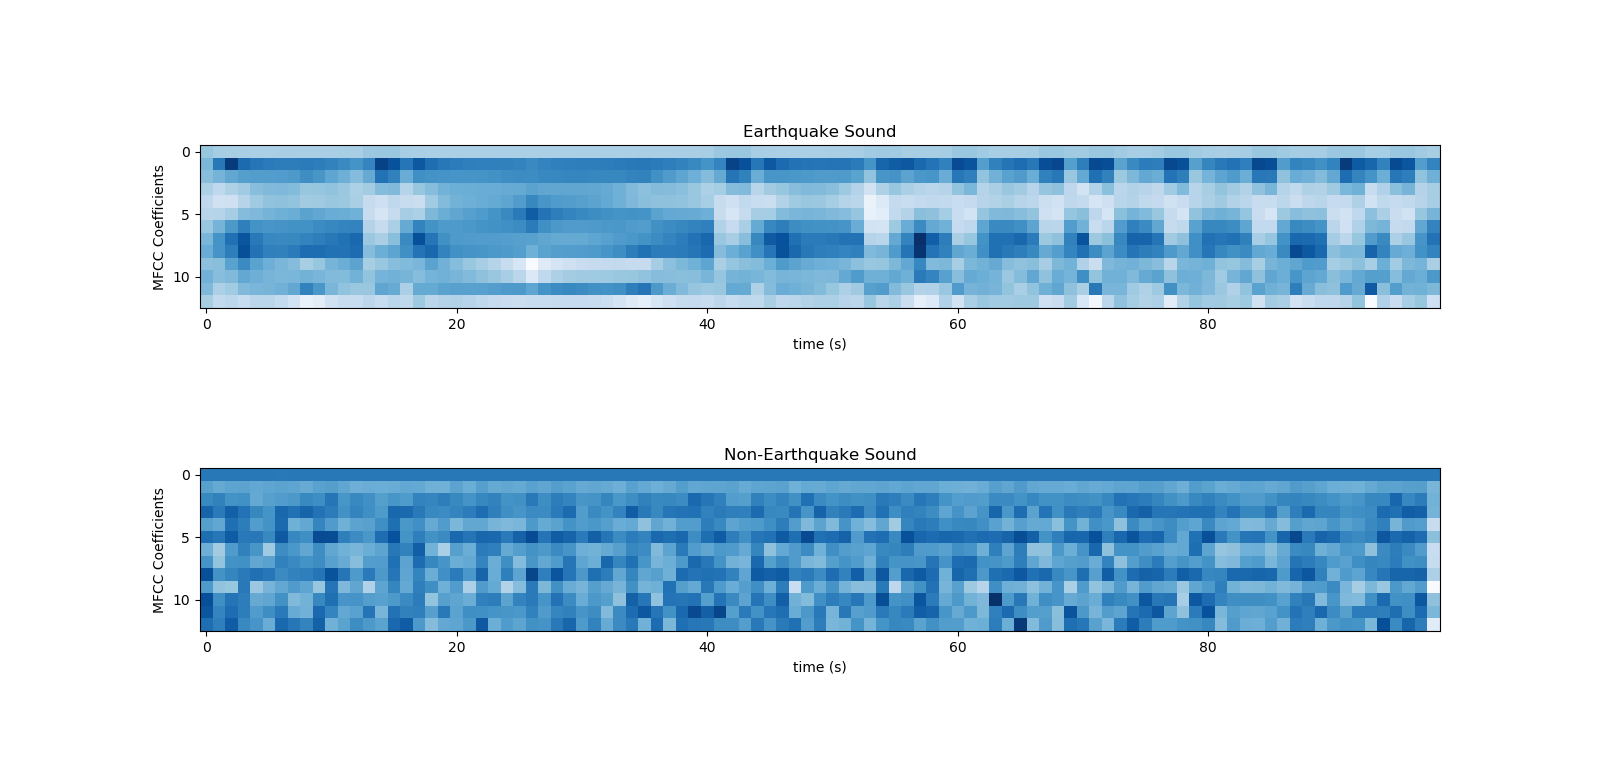 Earthquake Sound
MFCC Coefficients
0
5
10
0 20 40 60 80
time (s)
Non-Earthquake Sound
MFCC Coefficients
0
5
10
0 20 40 60 80
time (s)